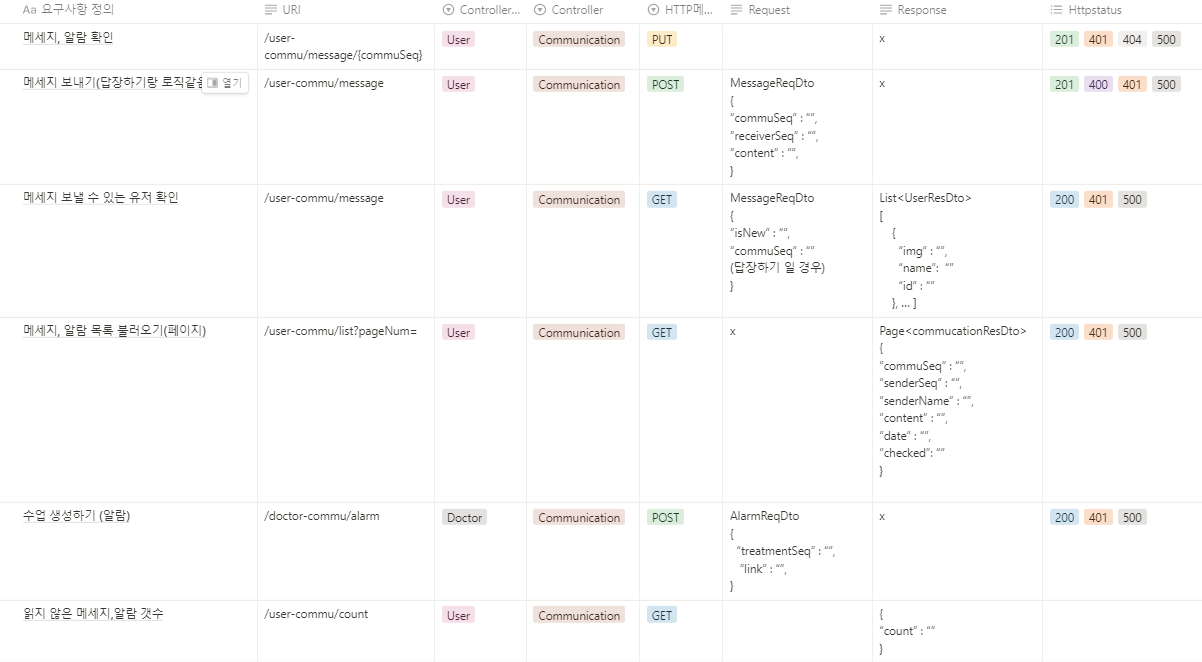 Aa 요구사항 정의 URI Controller... Controller HTTP메... Request Response Httpstatus
메세지, 알람 확인 /user-commu/message/{commuSeq} User Communication PUT x 201 401 404 500
메세지 보내기(답장하기랑 로직같음 열기 /user-commu/message User Communication POST MessageReqDto x 201 400 401 500
{
"commuSeq" : "",
"receiverSeq" : "",
"content" : "",
}
메세지 보낼 수 있는 유저 확인 /user-commu/message User Communication GET MessageReqDto List<UserResDto> 200 401 500
{ [
"isNew" : "", {
"commuSeq" : "" "img" : "",
(답장하기 일 경우) "name": ""
} "id" : ""
}, ... ]
메세지, 알람 목록 불러오기(페이지) /user-commu/list?pageNum= User Communication GET x Page<commucationResDto> 200 401 500
{
"commuSeq" : "",
"senderSeq" : "",
"senderName" : "",
"content" : "",
"date" : "",
"checked": ""
}
수업 생성하기 (알람) /doctor-commu/alarm Doctor Communication POST AlarmReqDto x 200 401 500
{
"treatmentSeq" : "",
"link" : "",
}
읽지 않은 메세지,알람 갯수 /user-commu/count User Communication GET {
"count" : ""
}